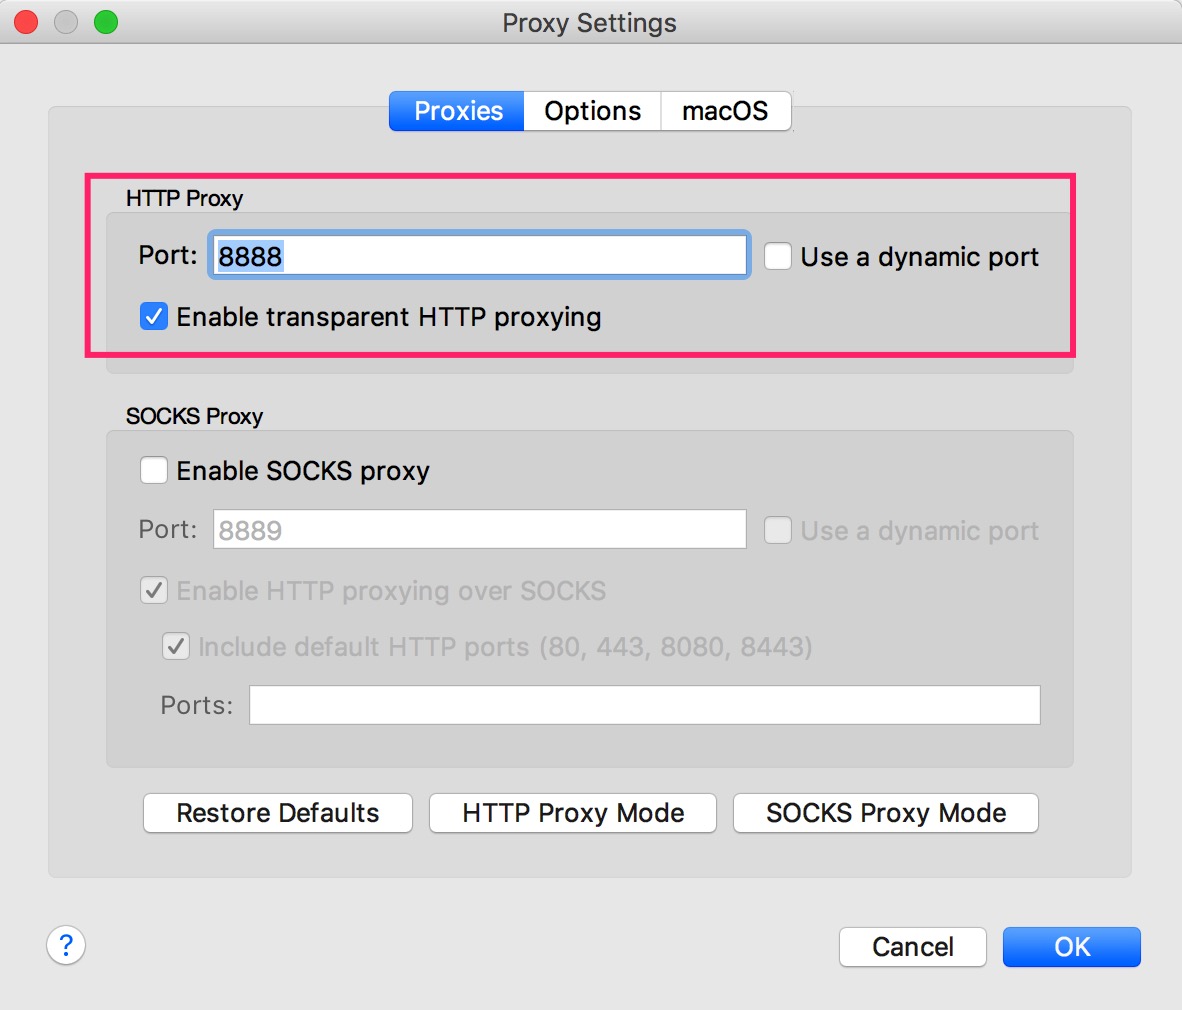 Proxy Settings
Proxies Options macOS
HTTP Proxy
Port: 8888 Use a dynamic port
Enable transparent HTTP proxying
SOCKS Proxy
Enable SOCKS proxy
Port: 8889 Use a dynamic port
Enable HTTP proxying over SOCKS
Include default HTTP ports (80, 443, 8080, 8443)
Ports:
Restore Defaults HTTP Proxy Mode SOCKS Proxy Mode
? Cancel OK